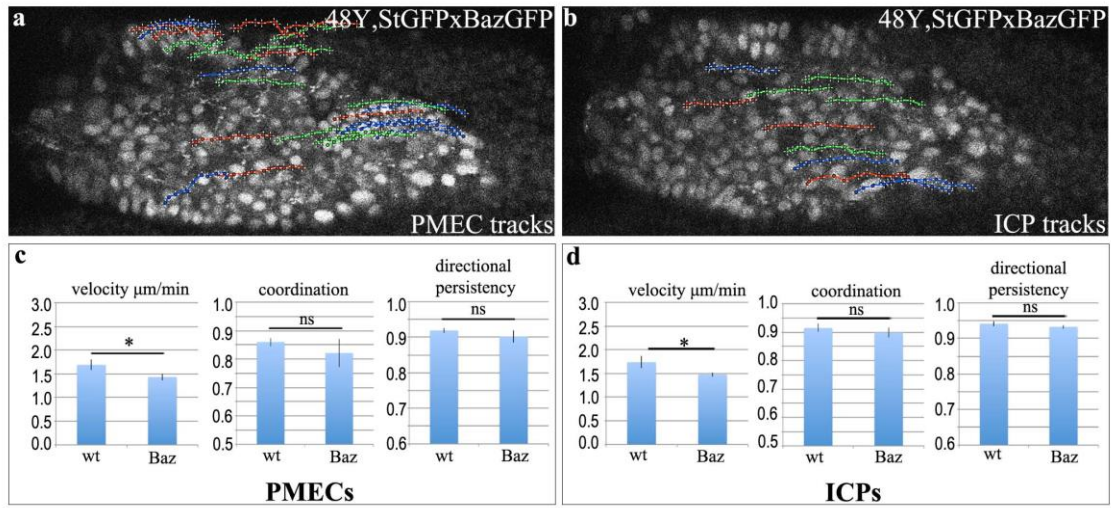 a
48Y,StGFPxBazGFP
PMEC tracks
b
48Y,StGFPxBazGFP
ICP tracks
c
velocity μm/min
3.0
2.5
2.0
1.5
1.0
0.5
0.0
*
wt
Baz
coordination
0.1
0.9
0.8
0.7
0.6
0.5
ns
wt
Baz
directional
persistency
0.1
0.9
0.8
0.7
0.6
ns
wt
Baz
PMECs
d
velocity μm/min
3.0
2.5
2.0
1.5
1.0
0.5
0.0
*
wt
Baz
coordination
0.1
0.9
0.8
0.7
0.6
0.5
ns
wt
Baz
directional
persistency
0.1
0.9
0.8
0.7
0.6
ns
wt
Baz
ICPs